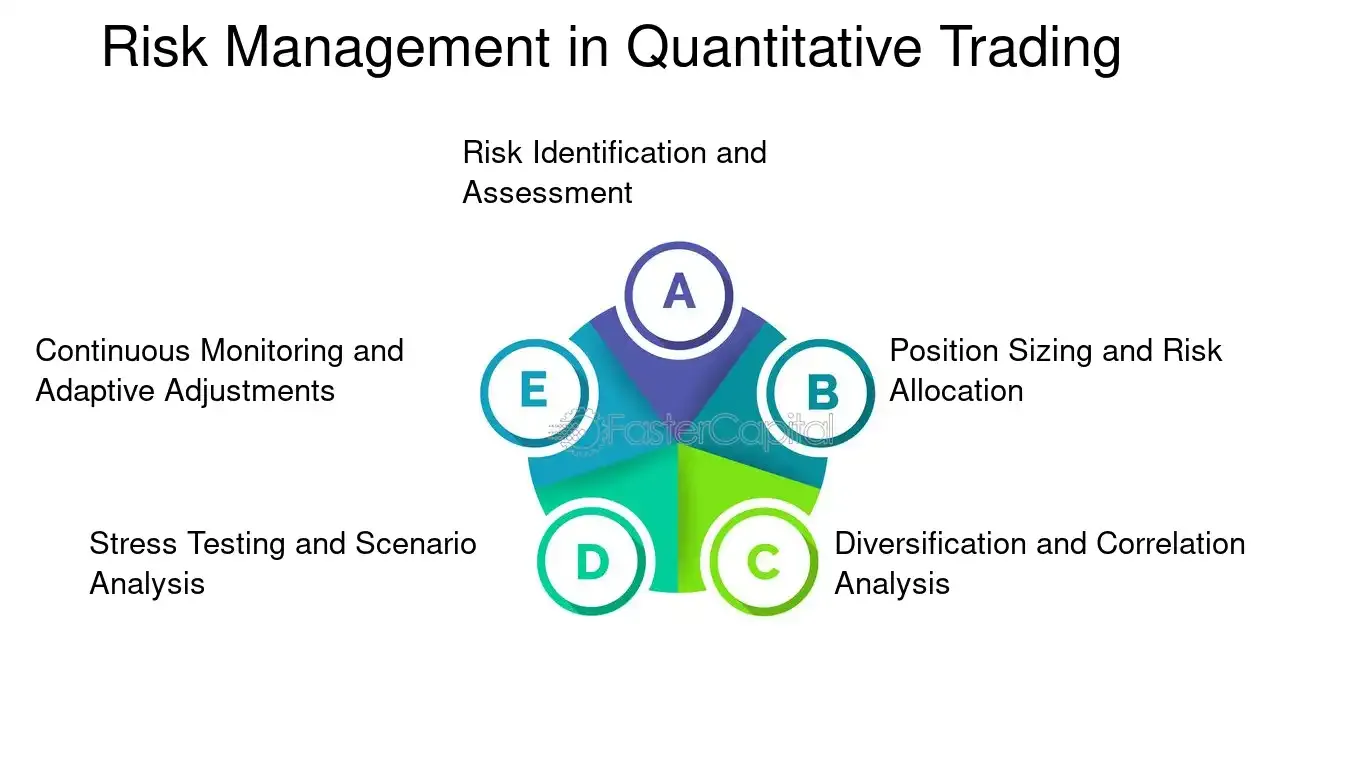 Risk Management in Quantitative Trading
Risk Identification and
Assessment
A
Continuous Monitoring and
Adaptive Adjustments
E
B
Position Sizing and Risk
Allocation
FasterCapital
Stress Testing and Scenario
Analysis
D
C
Diversification and Correlation
Analysis